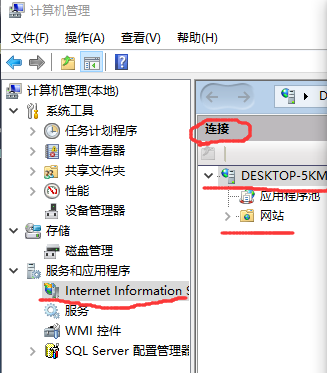 计算机管理
文件(F) 操作(A) 查看(V) 帮助(H)
计算机管理(本地)
系统工具
任务计划程序
事件查看器
共享文件夹
性能
设备管理器
存储
磁盘管理
服务和应用程序
Internet Information S
服务
WMI 控件
SQL Server 配置管理器
D
连接
DESKTOP-5KM
应用程序池
网站